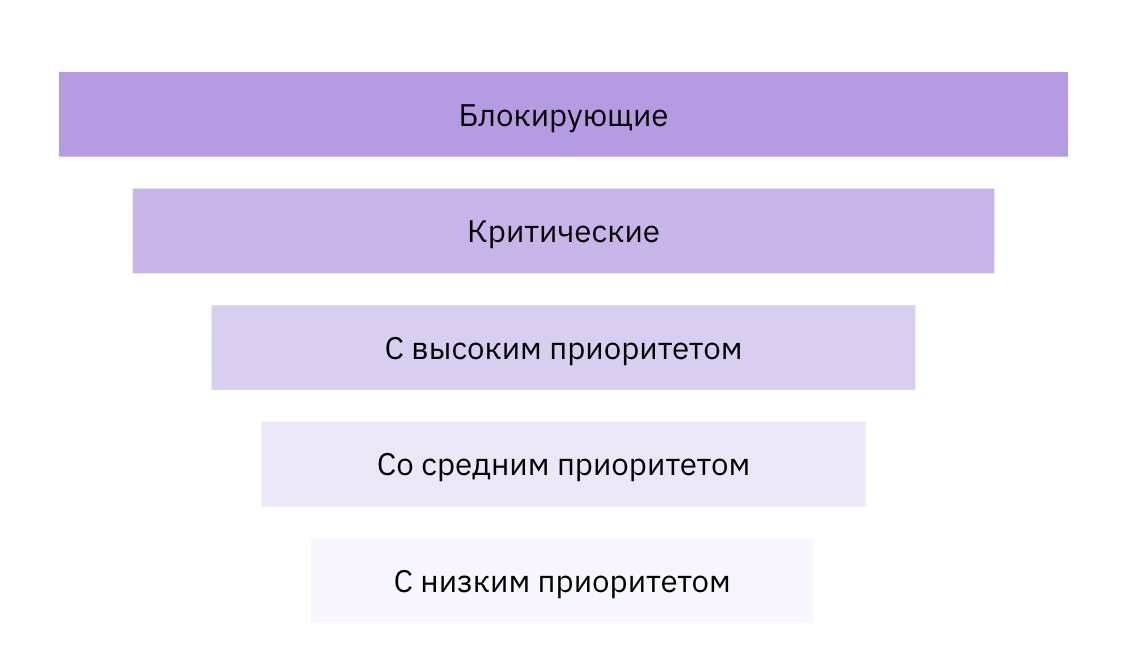 Блокирующие
Критические
С высоким приоритетом
Со средним приоритетом
С низким приоритетом